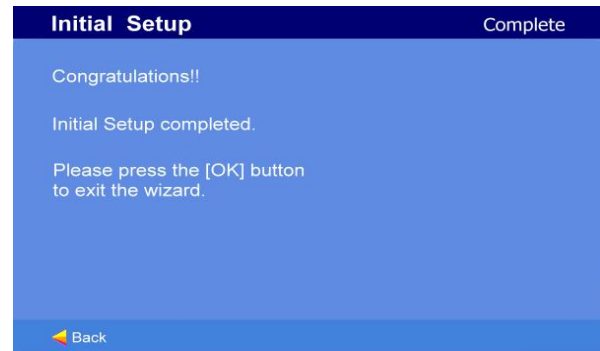 Initial Setup
Complete
Congratulations!!
Initial Setup completed.
Please press the [OK] button
to exit the wizard.
Back